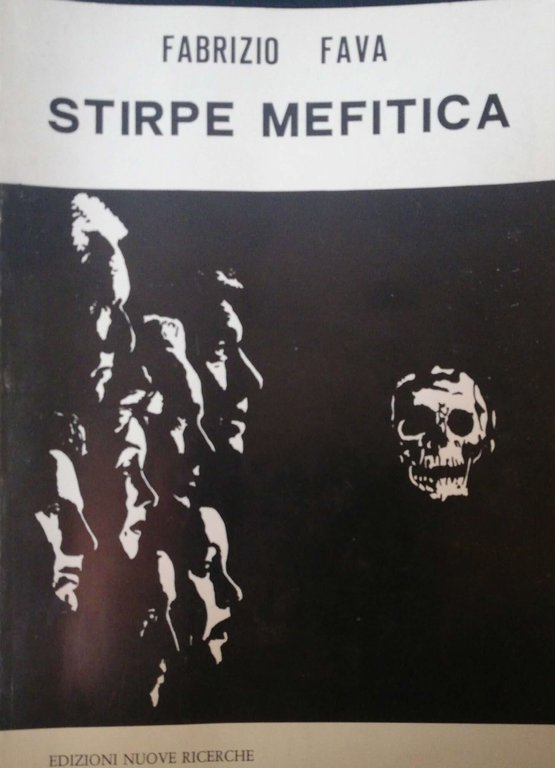 FABRIZIO FAVA
STIRPE MEFITICA
EDIZIONI NUOVE RICERCHE